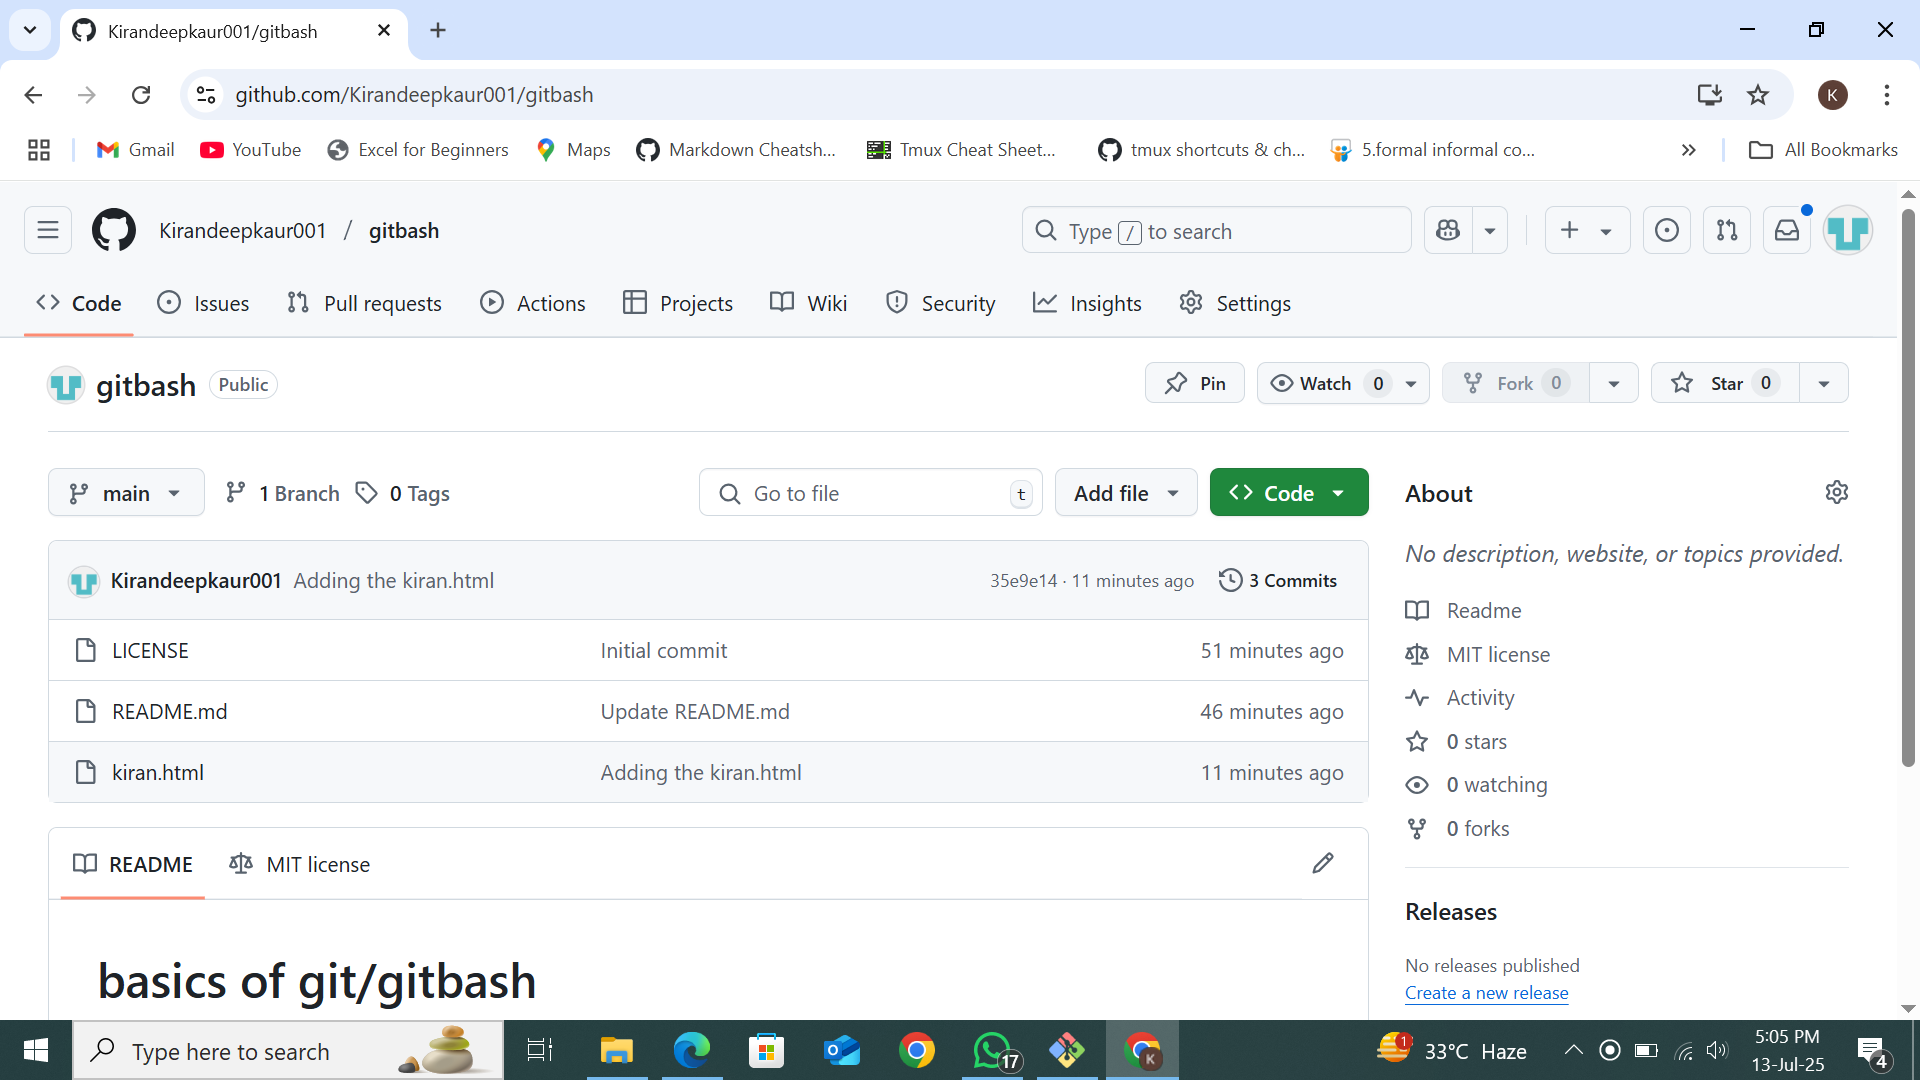 Kirandeepkaur001/gitbash
github.com/Kirandeepkaur001/gitbash
K
Gmail YouTube Excel for Beginners Maps Markdown Cheatsh... Tmux Cheat Sheet... tmux shortcuts & ch... 5.formal informal co... All Bookmarks
Kirandeepkaur001 / gitbash Type / to search
Code Issues Pull requests Actions Projects Wiki Security Insights Settings
gitbash Public Pin Watch 0 Fork 0 Star 0
main 1 Branch 0 Tags Go to file t Add file Code About
No description, website, or topics provided.
Kirandeepkaur001 Adding the kiran.html 35e9e14 · 11 minutes ago 3 Commits
Readme
LICENSE Initial commit 51 minutes ago
MIT license
README.md Update README.md 46 minutes ago
Activity
0 stars
kiran.html Adding the kiran.html 11 minutes ago
0 watching
0 forks
README MIT license
Releases
basics of git/gitbash
No releases published
Create a new release
Type here to search 17 K 1 33°C Haze 5:05 PM
13-Jul-25 4